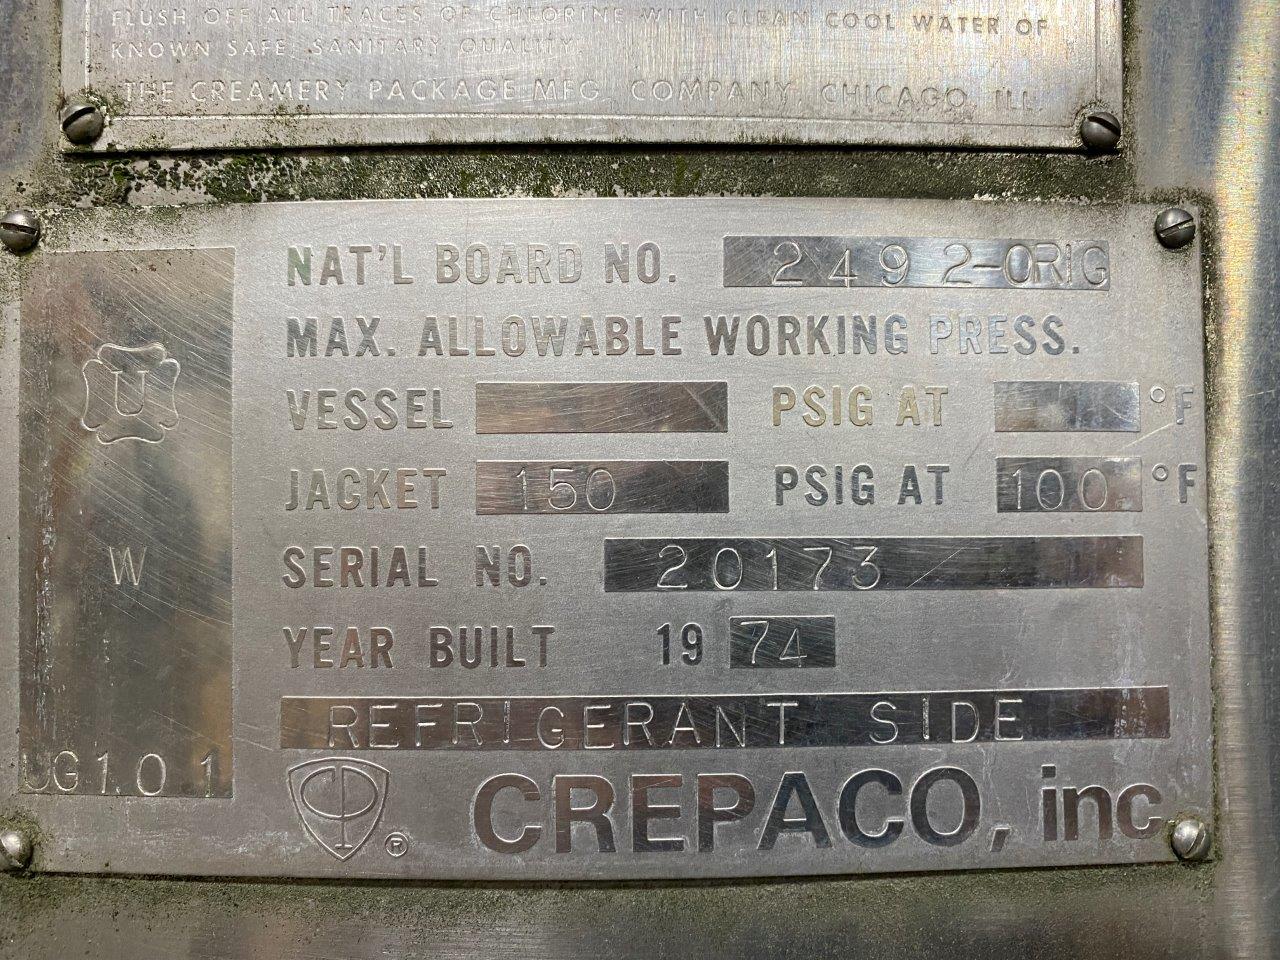 FLUSH OFF ALL TRACES OF CHLORINE WITH CLEAN COOL WATER OF
KNOWN SAFE, SANITARY QUALITY.
THE CREAMERY PACKAGE MFG. COMPANY, CHICAGO, ILL.
NAT'L BOARD NO. 2492-ORIG
MAX. ALLOWABLE WORKING PRESS.
U
VESSEL PSIG AT °F
JACKET 150 PSIG AT 100 °F
W
SERIAL NO. 20173
YEAR BUILT 1974
REFRIGERANT SIDE
UG101
CP ® CREPACO, inc